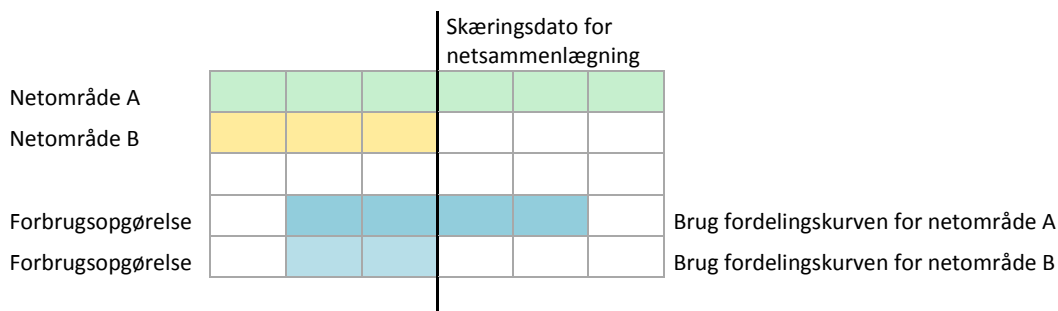 Skæringsdato for
netsammenlægning
Netområde A
Netområde B
Forbrugsopgørelse Brug fordelingskurven for netområde A
Forbrugsopgørelse Brug fordelingskurven for netområde B